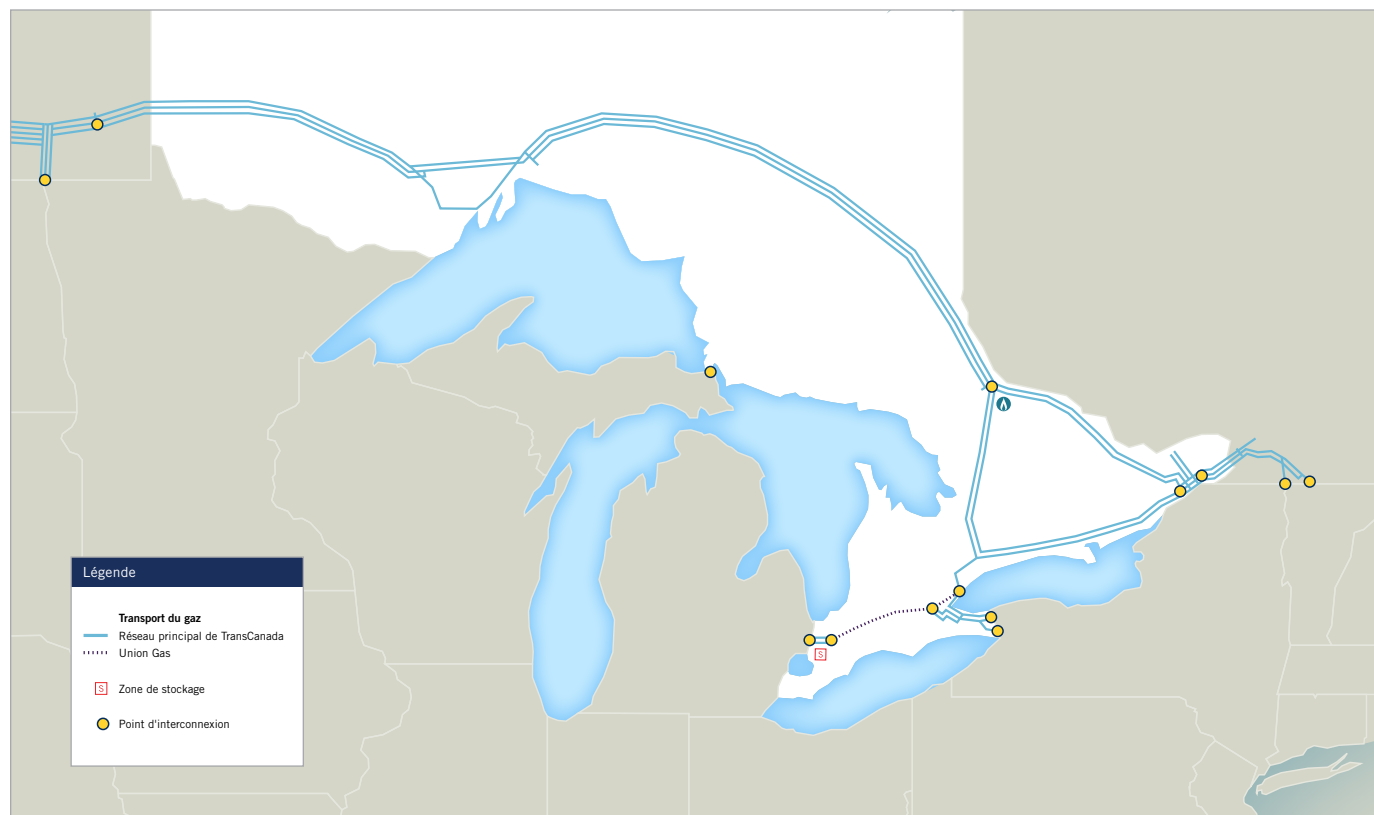 S
Légende
Transport du gaz
Réseau principal de TransCanada
Union Gas
S
Zone de stockage
Point d'interconnexion